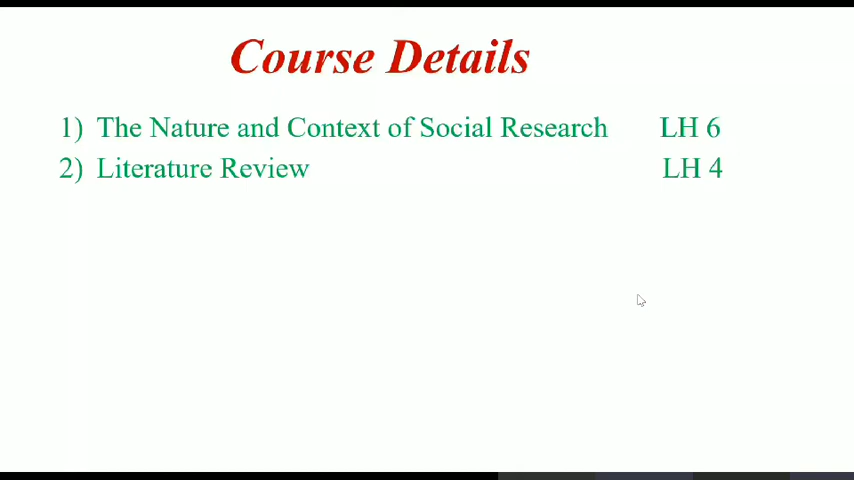 Course Details
1) The Nature and Context of Social Research LH 6
2) Literature Review LH 4